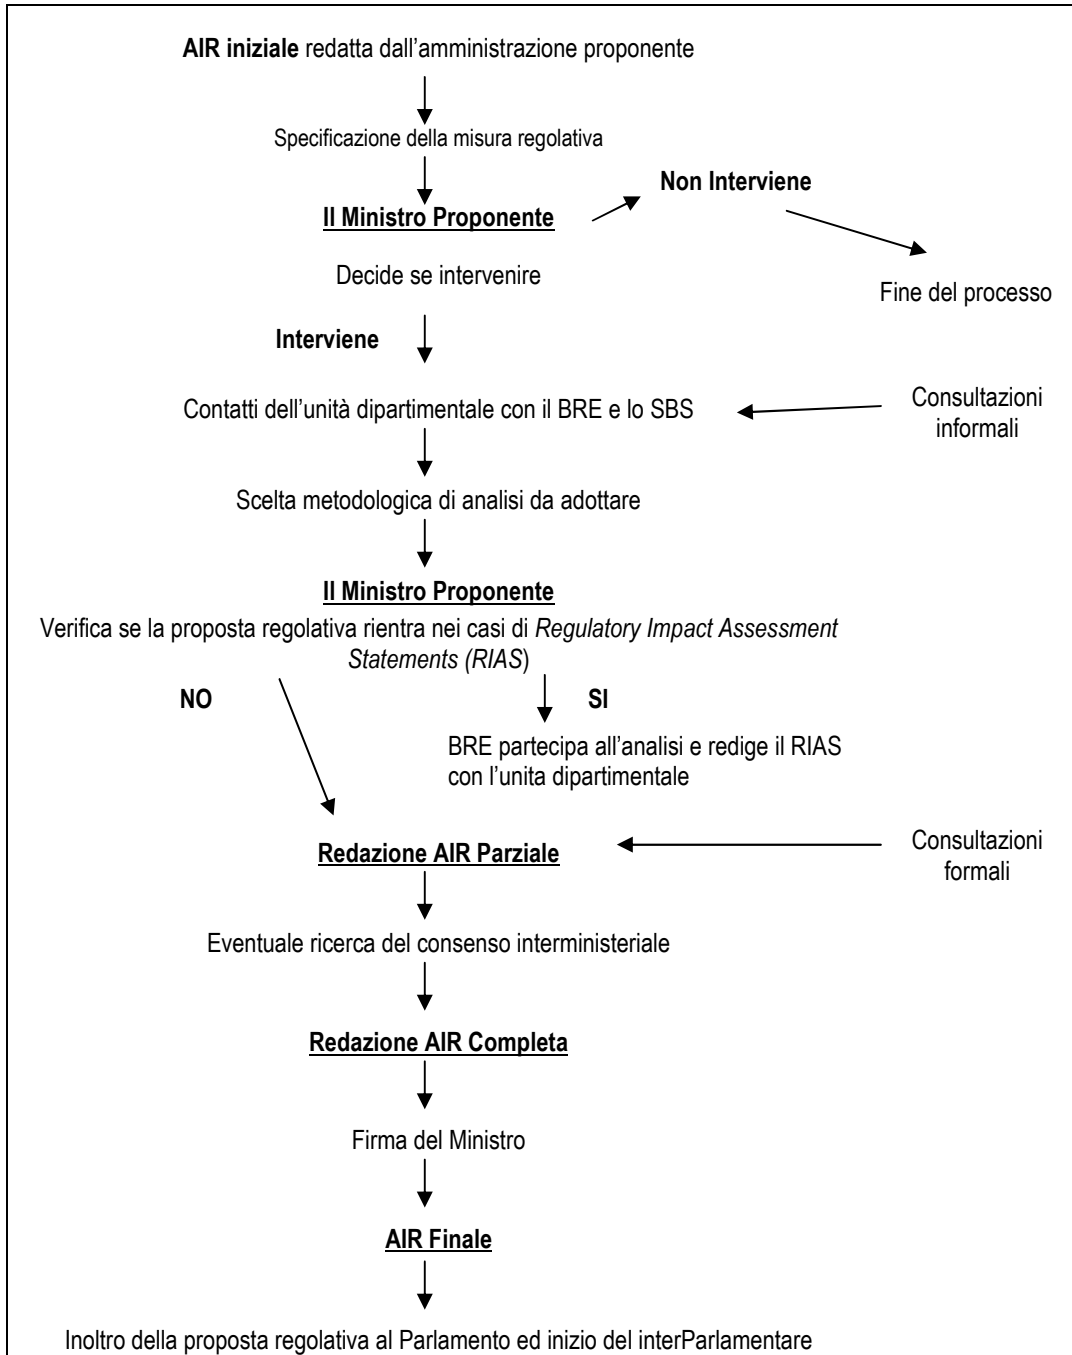 AIR iniziale redatta dall’amministrazione proponente
Specificazione della misura regolativa
Non Interviene
Il Ministro Proponente
Decide se intervenire
Fine del processo
Interviene
Contatti dell’unità dipartimentale con il BRE e lo SBS
Consultazioni
informali
Scelta metodologica di analisi da adottare
Il Ministro Proponente
Verifica se la proposta regolativa rientra nei casi di Regulatory Impact Assessment
Statements (RIAS)
NO
SI
BRE partecipa all’analisi e redige il RIAS
con l’unita dipartimentale
Redazione AIR Parziale
Consultazioni
formali
Eventuale ricerca del consenso interministeriale
Redazione AIR Completa
Firma del Ministro
AIR Finale
Inoltro della proposta regolativa al Parlamento ed inizio del interParlamentare